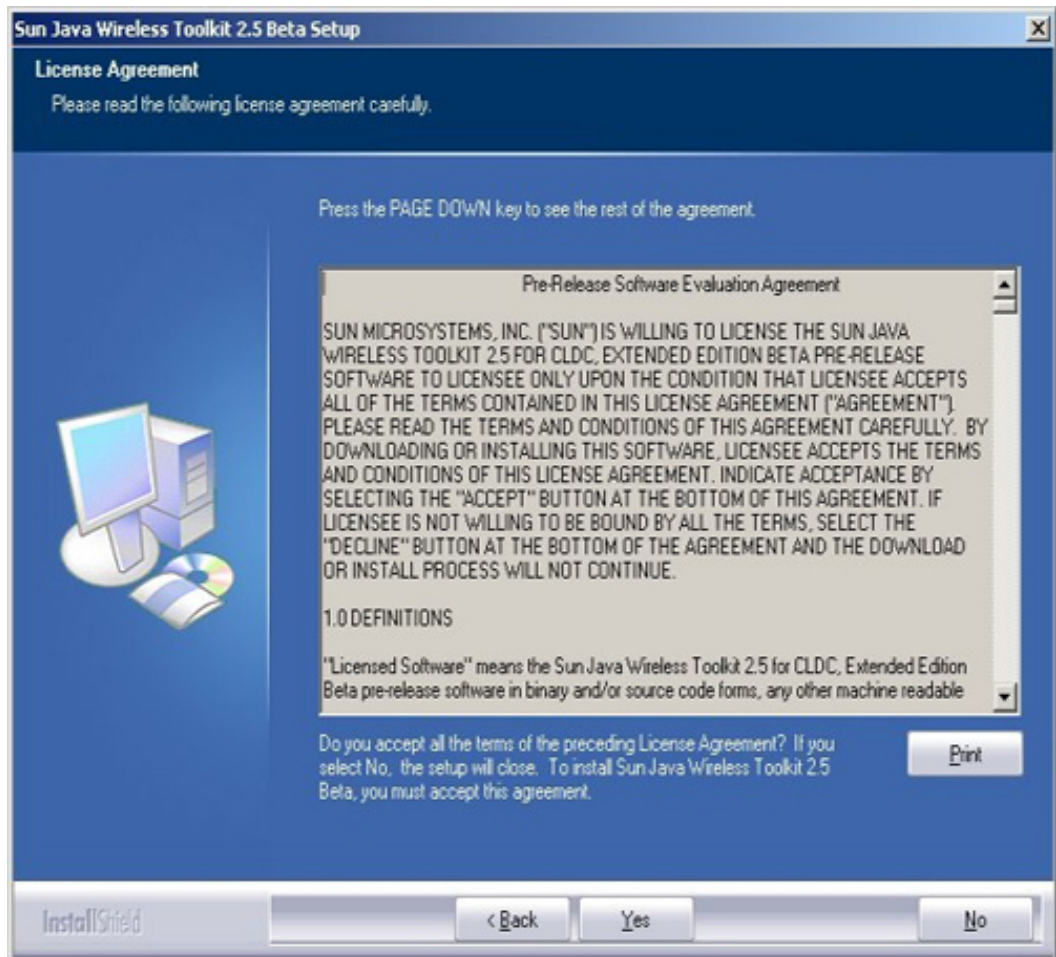 Sun Java Wireless Toolkit 2.5 Beta Setup
License Agreement
Please read the following license agreement carefully.
Press the PAGE DOWN key to see the rest of the agreement.
Pre-Release Software Evaluation Agreement
SUN MICROSYSTEMS, INC. ("SUN") IS WILLING TO LICENSE THE SUN JAVA
WIRELESS TOOLKIT 2.5 FOR CLDC, EXTENDED EDITION BETA PRE-RELEASE
SOFTWARE TO LICENSEE ONLY UPON THE CONDITION THAT LICENSEE ACCEPTS
ALL OF THE TERMS CONTAINED IN THIS LICENSE AGREEMENT ("AGREEMENT").
PLEASE READ THE TERMS AND CONDITIONS OF THIS AGREEMENT CAREFULLY. BY
DOWNLOADING OR INSTALLING THIS SOFTWARE, LICENSEE ACCEPTS THE TERMS
AND CONDITIONS OF THIS LICENSE AGREEMENT. INDICATE ACCEPTANCE BY
SELECTING THE "ACCEPT" BUTTON AT THE BOTTOM OF THIS AGREEMENT. IF
LICENSEE IS NOT WILLING TO BE BOUND BY ALL THE TERMS, SELECT THE
"DECLINE" BUTTON AT THE BOTTOM OF THE AGREEMENT AND THE DOWNLOAD
OR INSTALL PROCESS WILL NOT CONTINUE.
1.0 DEFINITIONS
"Licensed Software" means the Sun Java Wireless Toolkit 2.5 for CLDC, Extended Edition
Beta pre-release software in binary and/or source code forms, any other machine readable
Do you accept all the terms of the preceding License Agreement? If you
select No, the setup will close. To install Sun Java Wireless Toolkit 2.5
Beta, you must accept this agreement.
Print
InstallShield
< Back
Yes
No